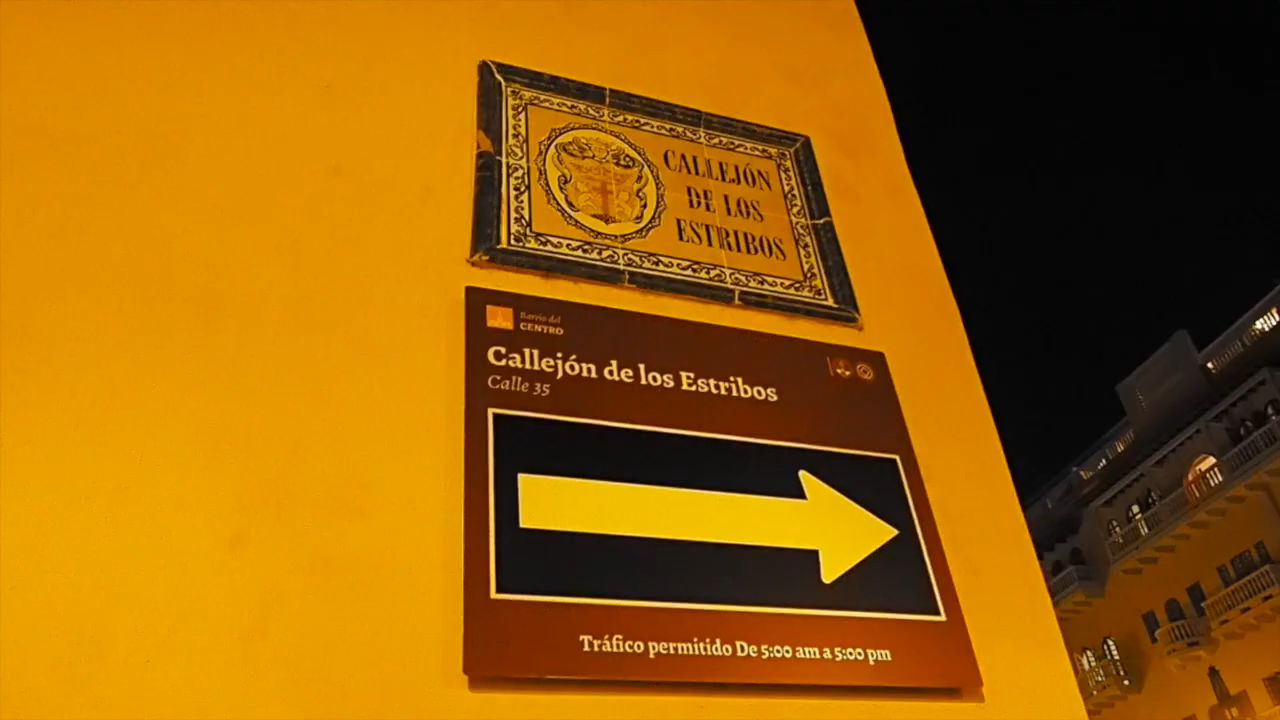 CALLEJÓN
DE LOS
ESTRIBOS
Barrio del
CENTRO
Callejón de los Estribos
Calle 35
Tráfico permitido De 5:00 am a 5:00 pm